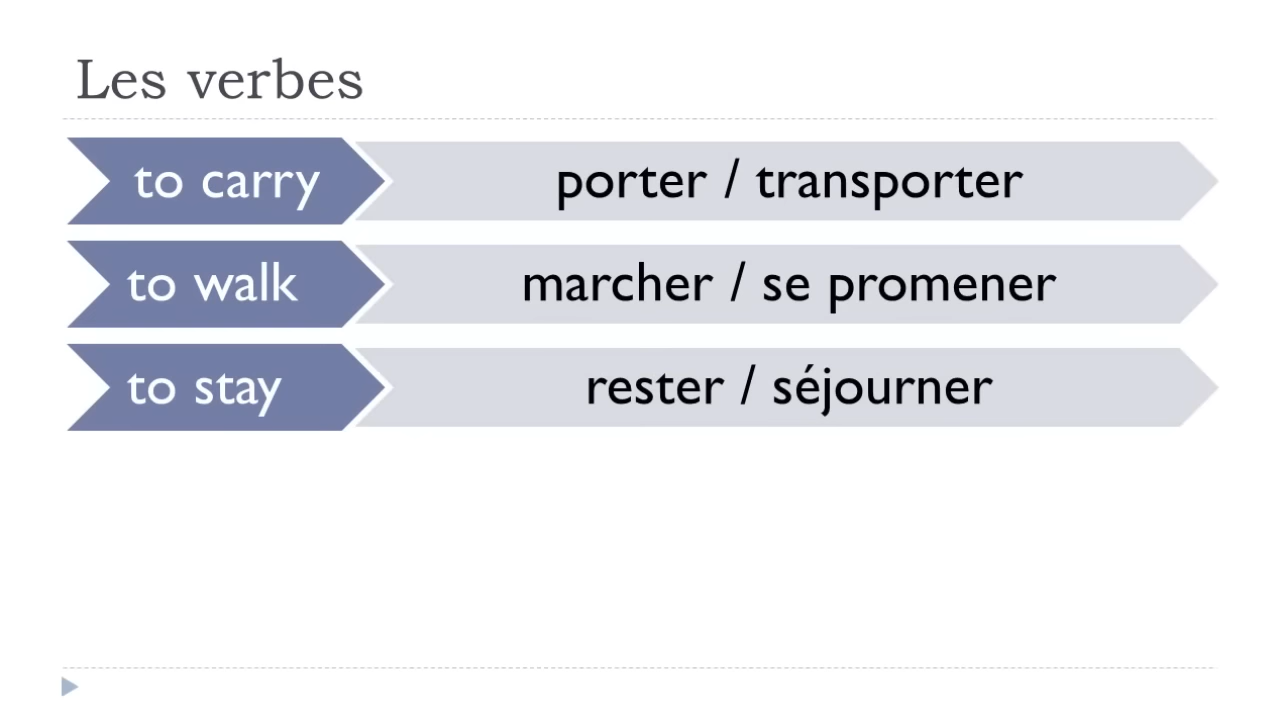 Les verbes
to carry porter / transporter
to walk marcher / se promener
to stay rester / séjourner